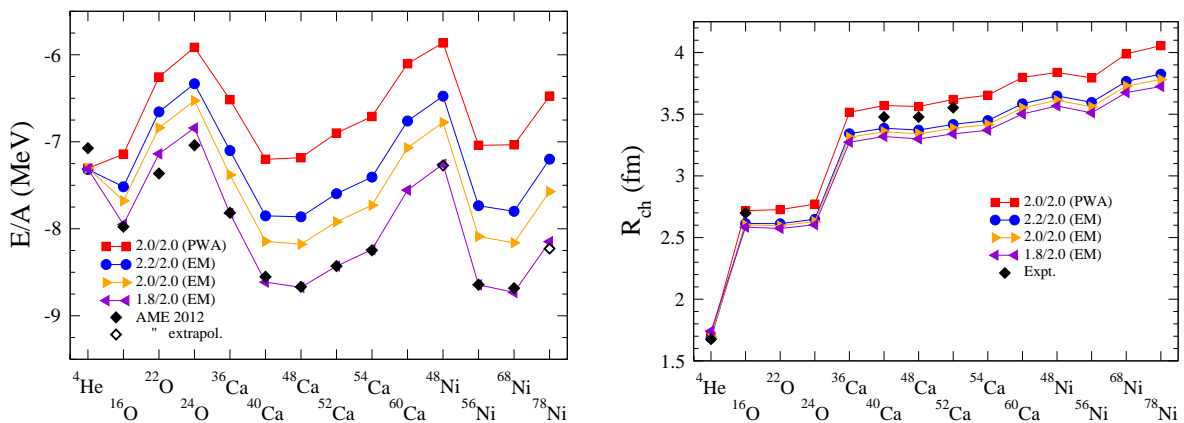 -6
-7
-8
-9
E/A (MeV)
2.0/2.0 (PWA)
2.2/2.0 (EM)
2.0/2.0 (EM)
1.8/2.0 (EM)
AME 2012
" extrapol.
4He 22O 36Ca 48Ca 54Ca 48Ni 68Ni
16O 24O 40Ca 52Ca 60Ca 56Ni 78Ni
4
3.5
3
2.5
2
1.5
Rch (fm)
2.0/2.0 (PWA)
2.2/2.0 (EM)
2.0/2.0 (EM)
1.8/2.0 (EM)
Expt.
4He 22O 36Ca 48Ca 54Ca 48Ni 68Ni
16O 24O 40Ca 52Ca 60Ca 56Ni 78Ni